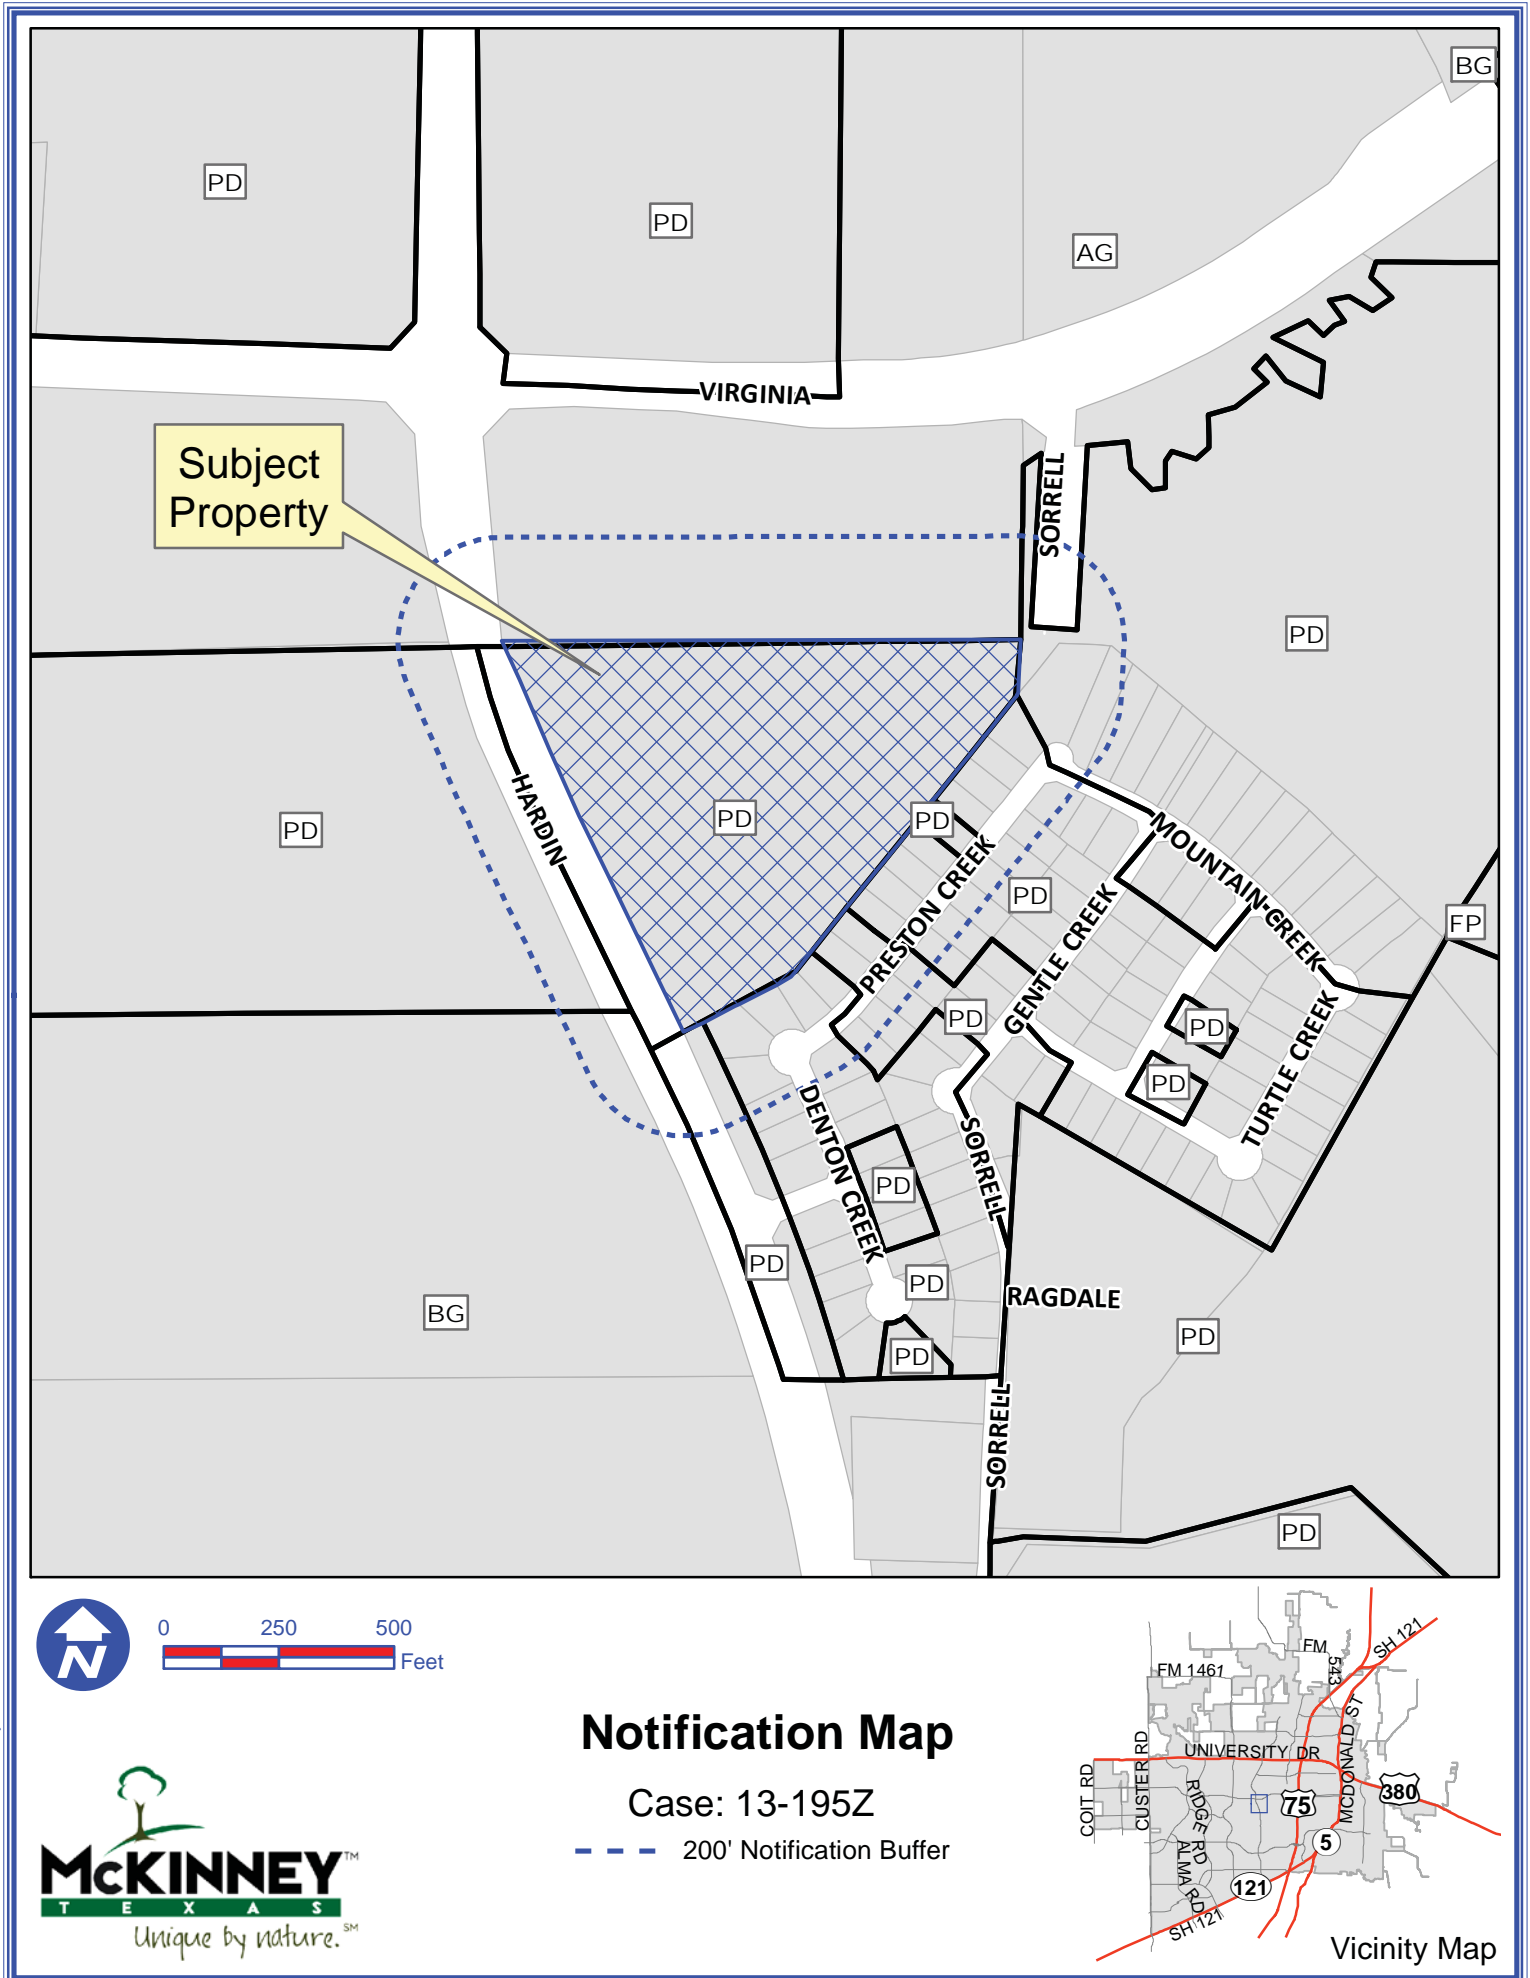 BG
PD
PD
AG
VIRGINIA
Subject
Property
SORRELL
PD
HARDIN
PD
PD
PD
PD
MOUNTAIN CREEK
PRESTON CREEK
GENTLE CREEK
FP
PD
PD
PD
TURTLE CREEK
DENTON CREEK
SORRELL
PD
PD
PD
RAGDALE
BG
PD
PD
SORRELL
PD
N
0 250 500
Feet
Notification Map
Case: 13-195Z
200' Notification Buffer
McKINNEY™
TEXAS
Unique by nature.℠
FM
543
SH 121
FM 1461
MCDONALD ST
UNIVERSITY DR
COIT RD
CUSTER RD
RIDGE RD
ALMA RD
75
380
5
121
SH 121
Vicinity Map